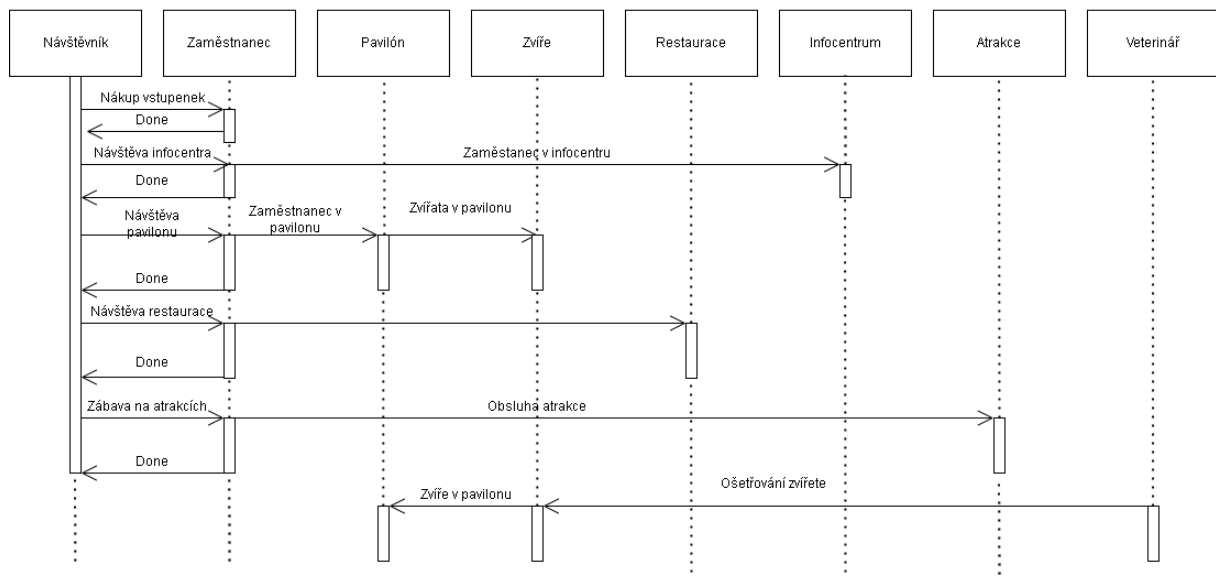 Návštěvník
Zaměstnanec
Pavilón
Zvíře
Restaurace
Infocentrum
Atrakce
Veterinář
Nákup vstupenek
Done
Návštěva infocentra
Zaměstanec v infocentru
Done
Návštěva
pavilonu
Zaměstnanec v
pavilonu
Zvířata v pavilonu
Done
Návštěva restaurace
Done
Zábava na atrakcích
Obsluha atrakce
Done
Ošetřování zvířete
Zvíře v pavilonu